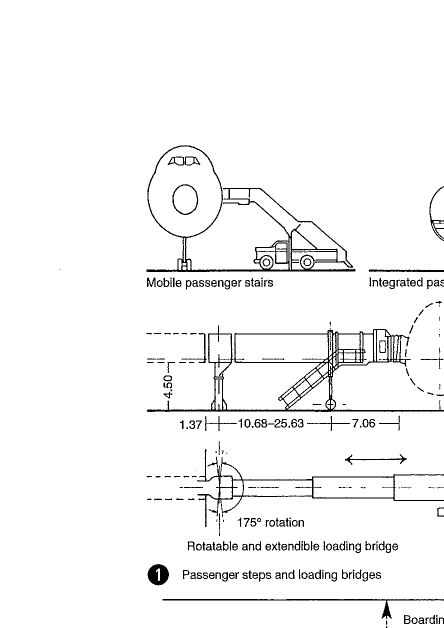 Mobile passenger stairs
Integrated pas
4.50
1.37
10.68–25.63
7.06
175° rotation
Rotatable and extendible loading bridge
1 Passenger steps and loading bridges
Boardin